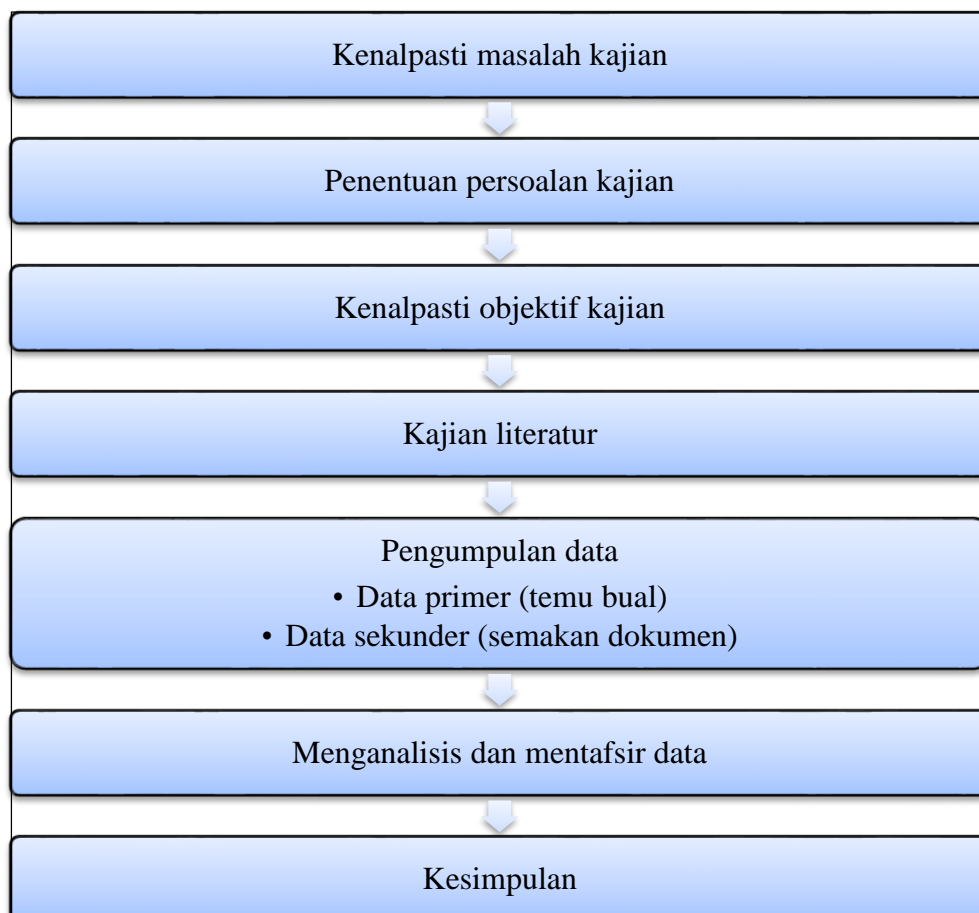 Kenalpasti masalah kajian
Penentuan persoalan kajian
Kenalpasti objektif kajian
Kajian literatur
Pengumpulan data
• Data primer (temu bual)
• Data sekunder (semakan dokumen)
Menganalisis dan mentafsir data
Kesimpulan